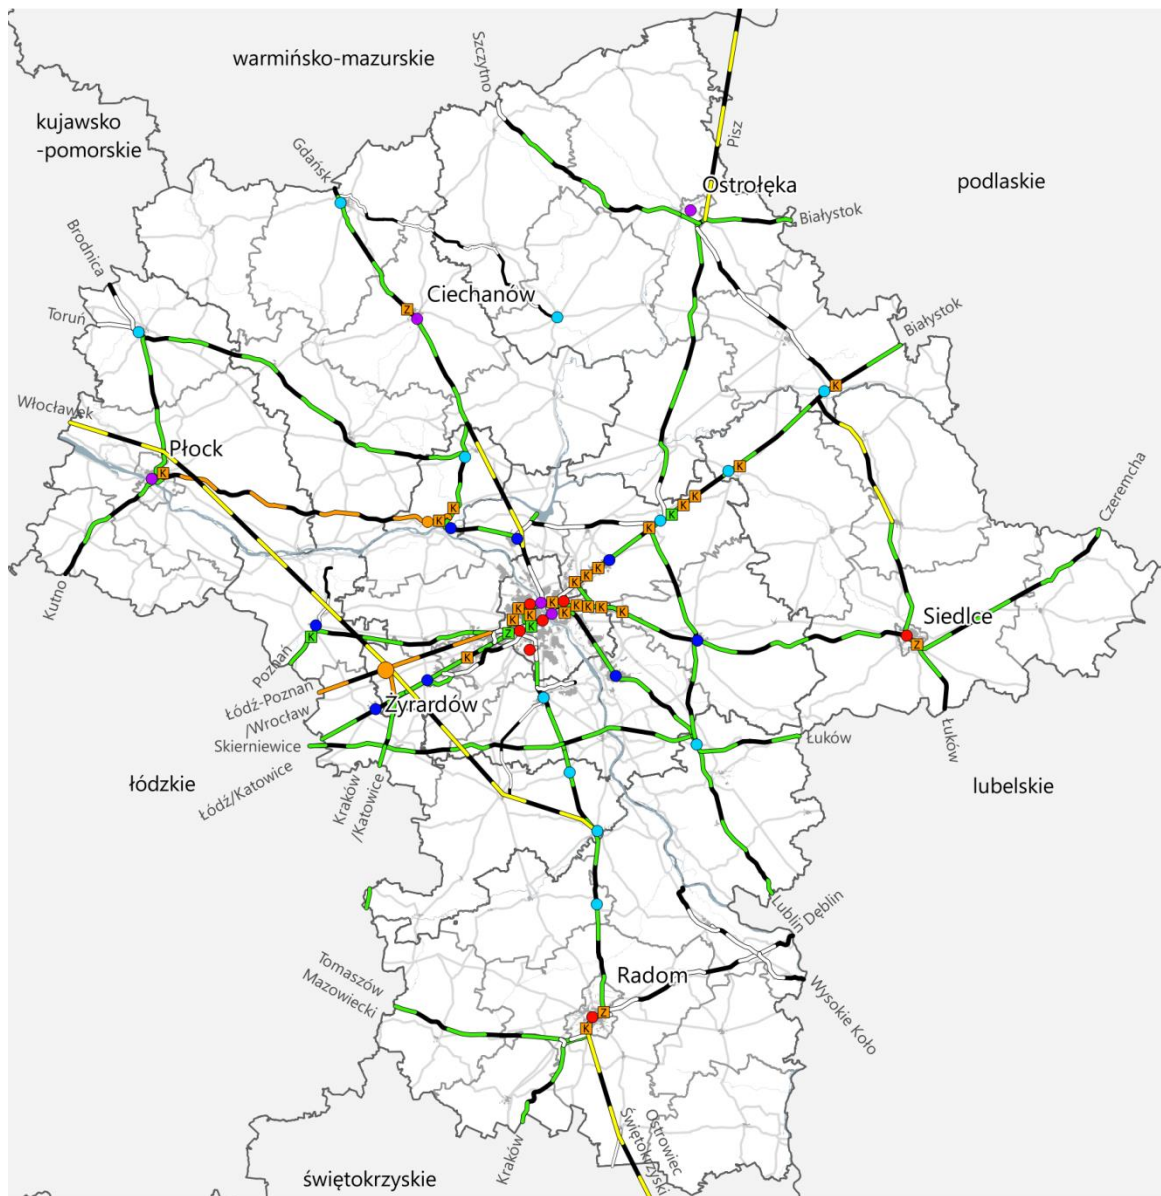 warmińsko-mazurskie
kujawsko
-pomorskie
podlaskie
Szczytno
Pisz
Gdańsk
Ostrołęka
Białystok
Brodnica
Toruń
Ciechanów
Z
Białystok
K
Włocławek
Płock
K
K
K
K
K
K
K
K
K
Czeremcha
Kutno
K
K
K
K
K
K
K
K
K
K
K
K
K
Z
K
K
Siedlce
Z
Poznań
K
Łódź-Poznan
/Wrocław
Żyrardów
Skierniewice
Łódź/Katowice
Kraków
/Katowice
Łuków
Łuków
łódzkie
lubelskie
Lublin
Dęblin
Radom
Tomaszów
Mazowiecki
Wysokie Koło
Z
K
Kraków
Ostrowiec
Świętokrzyski
świętokrzyskie